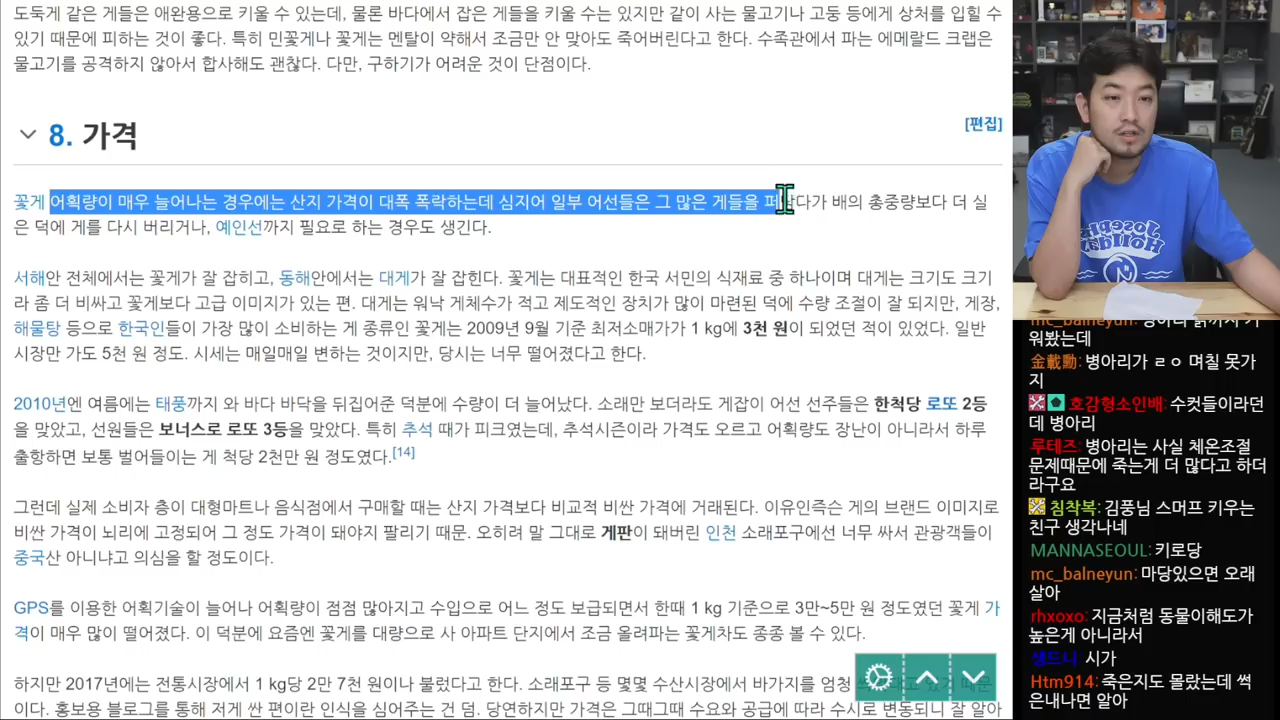 도둑게 같은 게들은 애완용으로 키울 수 있는데, 물론 바다에서 잡은 게들을 키울 수는 있지만 같이 사는 물고기나 고둥 등에게 상처를 입힐 수
있기 때문에 피하는 것이 좋다. 특히 민꽃게나 꽃게는 멘탈이 약해서 조금만 안 맞아도 죽어버린다고 한다. 수족관에서 파는 에메랄드 크랩은
물고기를 공격하지 않아서 합사해도 괜찮다. 다만, 구하기가 어려운 것이 단점이다.
8. 가격
[편집]
꽃게 어획량이 매우 늘어나는 경우에는 산지 가격이 대폭 폭락하는데 심지어 일부 어선들은 그 많은 게들을 퍼담다가 배의 총중량보다 더 실
은 덕에 게를 다시 버리거나, 예인선까지 필요로 하는 경우도 생긴다.
서해안 전체에서는 꽃게가 잘 잡히고, 동해안에서는 대게가 잘 잡힌다. 꽃게는 대표적인 한국 서민의 식재료 중 하나이며 대게는 크기도 크기
라 좀 더 비싸고 꽃게보다 고급 이미지가 있는 편. 대게는 워낙 게체수가 적고 제도적인 장치가 많이 마련된 덕에 수량 조절이 잘 되지만, 게장,
해물탕 등으로 한국인들이 가장 많이 소비하는 게 종류인 꽃게는 2009년 9월 기준 최저소매가가 1 kg에 3천 원이 되었던 적이 있었다. 일반
시장만 가도 5천 원 정도. 시세는 매일매일 변하는 것이지만, 당시는 너무 떨어졌다고 한다.
2010년엔 여름에는 태풍까지 와 바다 바닥을 뒤집어준 덕분에 수량이 더 늘어났다. 소래만 보더라도 게잡이 어선 선주들은 한척당 로또 2등
을 맞았고, 선원들은 보너스로 로또 3등을 맞았다. 특히 추석 때가 피크였는데, 추석시즌이라 가격도 오르고 어획량도 장난이 아니라서 하루
출항하면 보통 벌어들이는 게 척당 2천만 원 정도였다.[14]
그런데 실제 소비자 층이 대형마트나 음식점에서 구매할 때는 산지 가격보다 비교적 비싼 가격에 거래된다. 이유인즉슨 게의 브랜드 이미지로
비싼 가격이 뇌리에 고정되어 그 정도 가격이 돼야지 팔리기 때문. 오히려 말 그대로 게판이 돼버린 인천 소래포구에선 너무 싸서 관광객들이
중국산 아니냐고 의심을 할 정도이다.
GPS를 이용한 어획기술이 늘어나 어획량이 점점 많아지고 수입으로 어느 정도 보급되면서 한때 1 kg 기준으로 3만~5만 원 정도였던 꽃게 가
격이 매우 많이 떨어졌다. 이 덕분에 요즘엔 꽃게를 대량으로 사 아파트 단지에서 조금 올려파는 꽃게차도 종종 볼 수 있다.
하지만 2017년에는 전통시장에서 1 kg당 2만 7천 원이나 불렀다고 한다. 소래포구 등 몇몇 수산시장에서 바가지를 엄청
이다. 홍보용 블로그를 통해 저게 싼 편이란 인식을 심어주는 건 덤. 당연하지만 가격은 그때그때 수요와 공급에 따라 수시로 변동되니 잘 알아
Josephs
Holiday
mc_balneyun:
워봤는데
金載勳: 병아리가 ㄹㅇ 며칠 못가
지
호감형소인배: 수컷들이라던
데 병아리
루테즈: 병아리는 사실 체온조절
문제때문에 죽는게 더 많다고 하더
라구요
침착복: 김풍님 스머프 키우는
친구 생각나네
MANNASEOUL: 키로당
mc_balneyun: 마당있으면 오래
살아
rhxoxo: 지금처럼 동물이해도가
높은게 아니라서
생드니: 시가
Htm914: 죽은지도 몰랐는데 썩
은내나면 알아